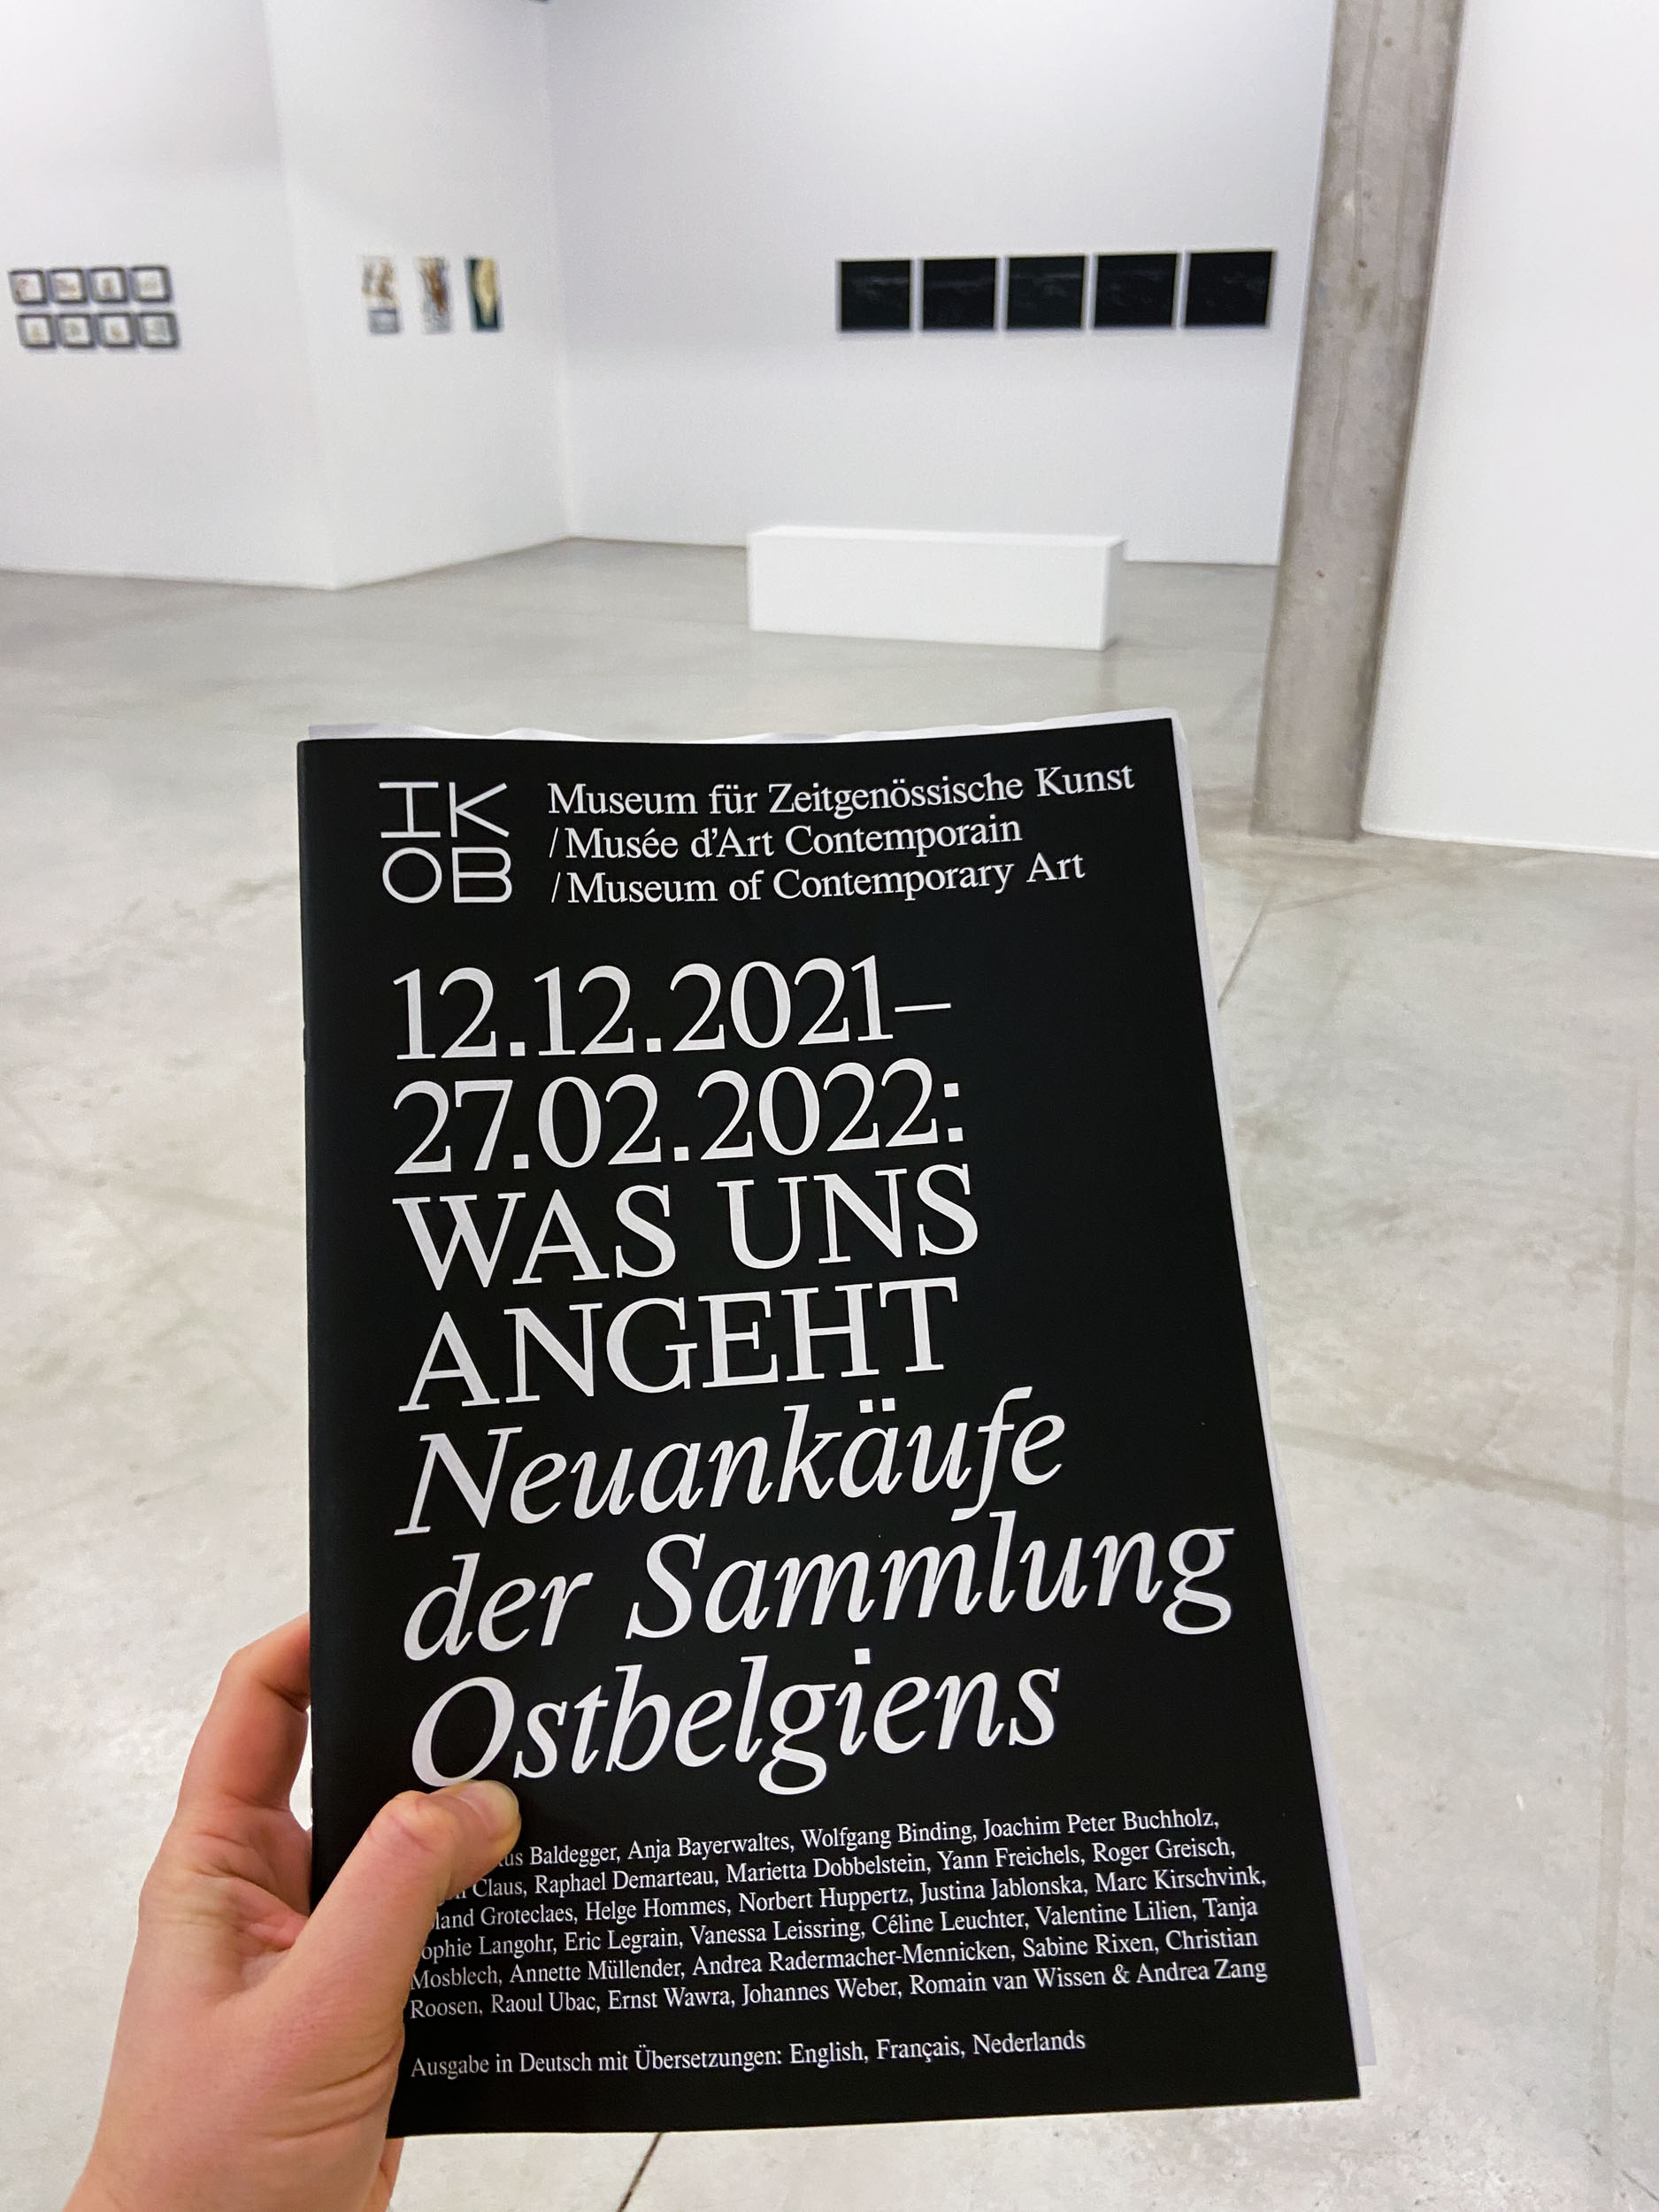 IK
OB
Museum für Zeitgenössische Kunst
/ Musée d'Art Contemporain
/ Museum of Contemporary Art
12.12.2021–
27.02.2022:
WAS UNS
ANGEHT
Neuankäufe
der Sammlung
Ostbelgiens
Baldegger, Anja Bayerwaltes, Wolfgang Binding, Joachim Peter Buchholz,
Claus, Raphael Demarteau, Marietta Dobbelstein, Yann Freichels, Roger Greisch,
Groteclaes, Helge Hommes, Norbert Huppertz, Justina Jablonska, Marc Kirschvink,
Langohr, Eric Legrain, Vanessa Leissring, Céline Leuchter, Valentine Lilien, Tanja
Mosblech, Annette Müllender, Andrea Radermacher-Mennicken, Sabine Rixen, Christian
Roosen, Raoul Ubac, Ernst Wawra, Johannes Weber, Romain van Wissen & Andrea Zang
Ausgabe in Deutsch mit Übersetzungen: English, Français, Nederlands